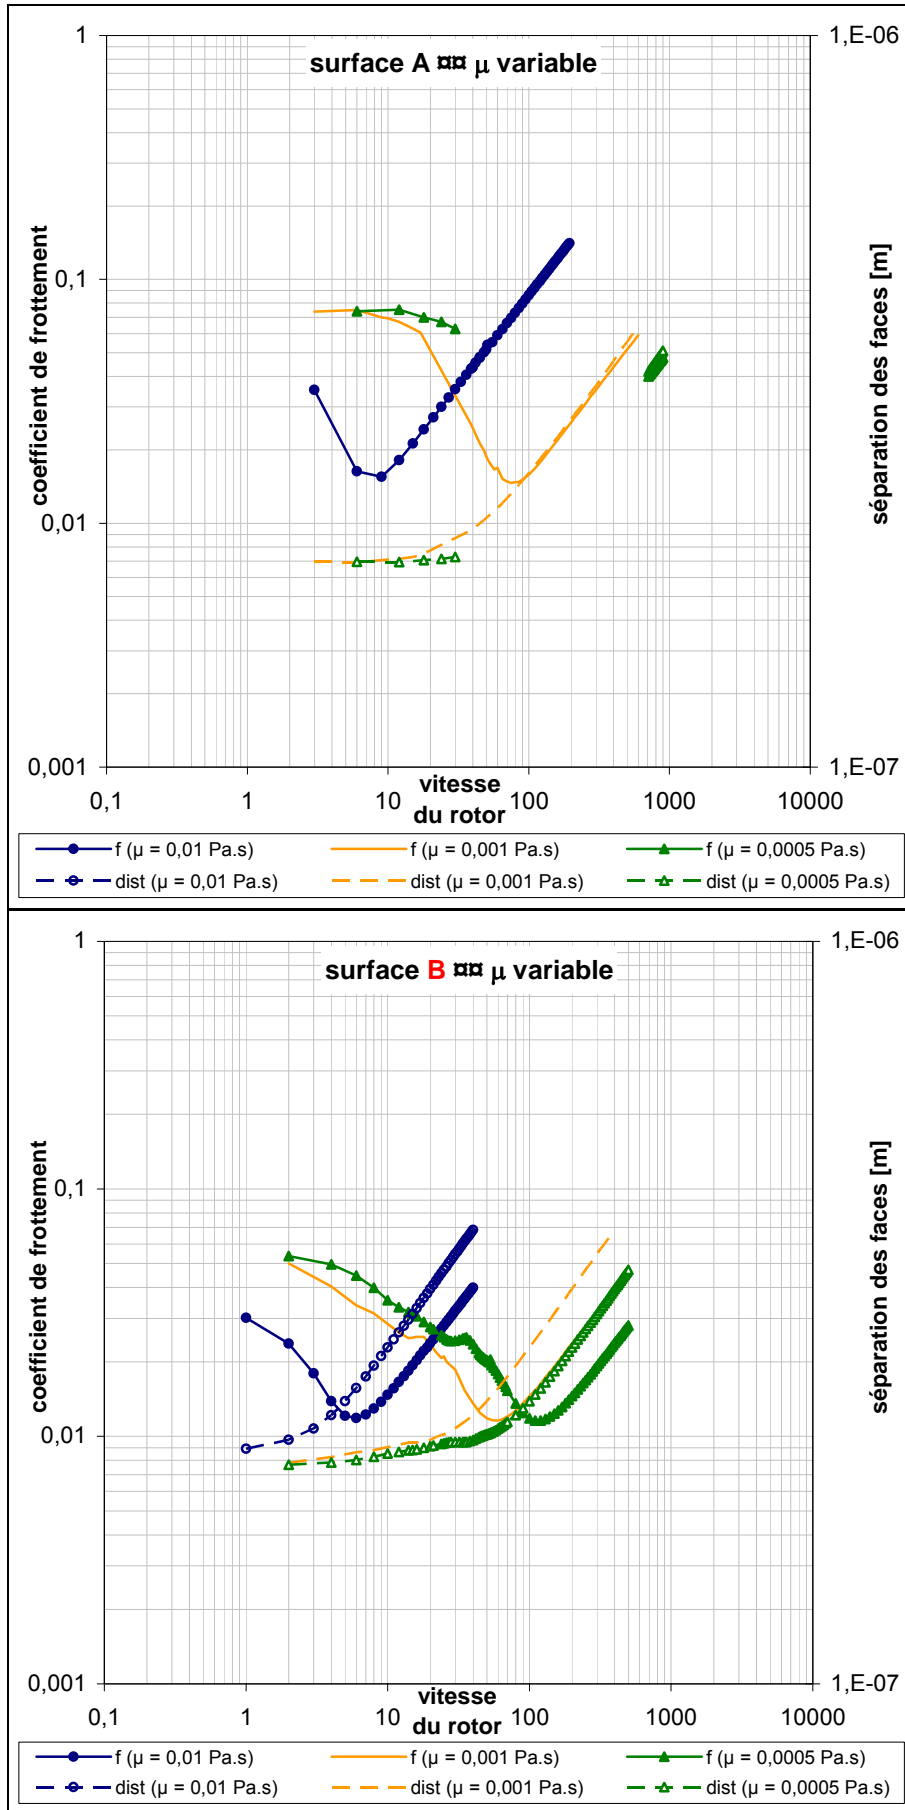 surface A ¤¤ µ variable
1
0,1
0,01
0,001
coefficient de frottement
1,E-06
1,E-07
séparation des faces [m]
0,1
1
10
100
1000
10000
vitesse
du rotor
f (µ = 0,01 Pa.s)
f (µ = 0,001 Pa.s)
f (µ = 0,0005 Pa.s)
dist (µ = 0,01 Pa.s)
dist (µ = 0,001 Pa.s)
dist (µ = 0,0005 Pa.s)
surface B ¤¤ µ variable
1
0,1
0,01
0,001
coefficient de frottement
1,E-06
1,E-07
séparation des faces [m]
0,1
1
10
100
1000
10000
vitesse
du rotor
f (µ = 0,01 Pa.s)
f (µ = 0,001 Pa.s)
f (µ = 0,0005 Pa.s)
dist (µ = 0,01 Pa.s)
dist (µ = 0,001 Pa.s)
dist (µ = 0,0005 Pa.s)